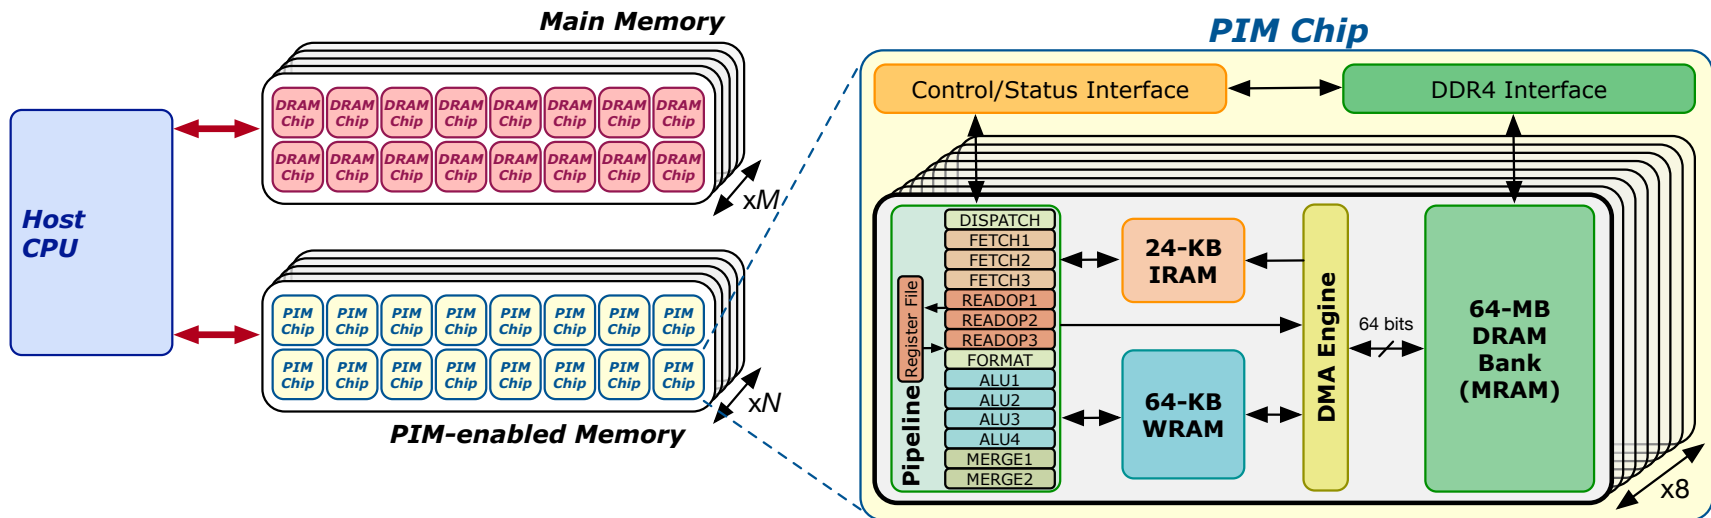 Main Memory
DRAM DRAM DRAM DRAM DRAM DRAM DRAM DRAM
Chip Chip Chip Chip Chip Chip Chip Chip
DRAM DRAM DRAM DRAM DRAM DRAM DRAM DRAM
Chip Chip Chip Chip Chip Chip Chip Chip
xM
Host
CPU
PIM PIM PIM PIM PIM PIM PIM PIM
Chip Chip Chip Chip Chip Chip Chip Chip
PIM PIM PIM PIM PIM PIM PIM PIM
Chip Chip Chip Chip Chip Chip Chip Chip
xN
PIM-enabled Memory
PIM Chip
Control/Status Interface
DDR4 Interface
Pipeline
Register File
DISPATCH
FETCH1
FETCH2
FETCH3
READOP1
READOP2
READOP3
FORMAT
ALU1
ALU2
ALU3
ALU4
MERGE1
MERGE2
24-KB
IRAM
64-KB
WRAM
DMA Engine
64 bits
64-MB
DRAM
Bank
(MRAM)
x8